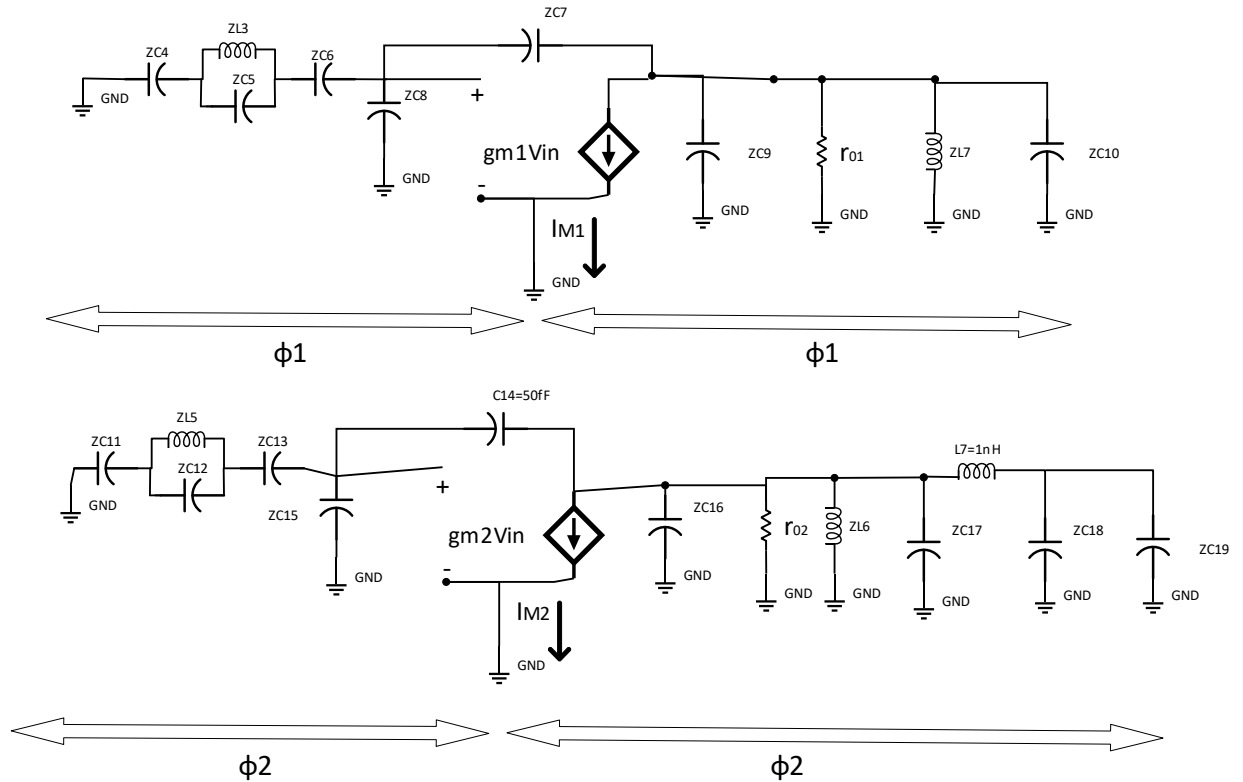 ZC7
ZL3
ZC4
ZC6
ZC5
GND
ZC8
+
GND
gm1Vin
-
ZC9
r01
ZL7
ZC10
GND
GND
GND
GND
IM1
GND
ϕ1
ϕ1
C14=50fF
ZL5
ZC11
ZC13
ZC12
GND
ZC15
+
GND
gm2Vin
-
L7=1nH
ZC16
r02
ZL6
ZC17
ZC18
ZC19
GND
GND
GND
GND
GND
GND
IM2
GND
ϕ2
ϕ2